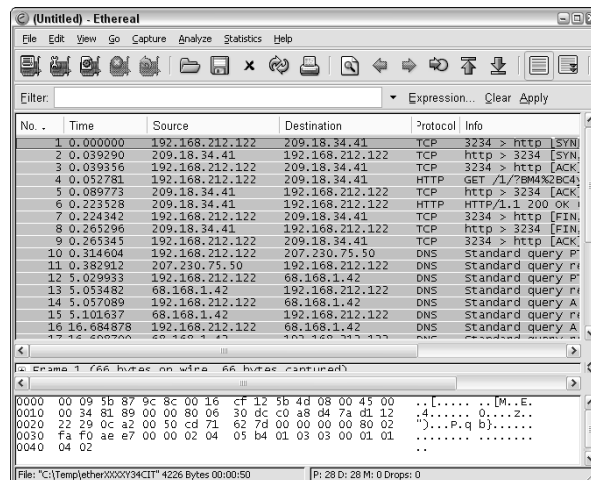 (Untitled) - Ethereal
File Edit View Go Capture Analyze Statistics Help
Filter: Expression... Clear Apply
No. Time Source Destination Protocol Info
1 0.000000 192.168.212.122 209.18.34.41 TCP 3234 > http [SYN
2 0.039290 209.18.34.41 192.168.212.122 TCP http > 3234 [SYN,
3 0.039356 192.168.212.122 209.18.34.41 TCP 3234 > http [ACK]
4 0.052781 192.168.212.122 209.18.34.41 HTTP GET /1/?BM4%2BC4
5 0.089773 209.18.34.41 192.168.212.122 TCP http > 3234 [ACK]
6 0.223528 209.18.34.41 192.168.212.122 HTTP HTTP/1.1 200 OK
7 0.224342 192.168.212.122 209.18.34.41 TCP 3234 > http [FIN,
8 0.265296 209.18.34.41 192.168.212.122 TCP http > 3234 [FIN,
9 0.265345 192.168.212.122 209.18.34.41 TCP 3234 > http [ACK]
10 0.314604 192.168.212.122 207.230.75.50 DNS Standard query P
11 0.382912 207.230.75.50 192.168.212.122 DNS Standard query re
12 5.029933 192.168.212.122 68.168.1.42 DNS Standard query P
13 5.053482 68.168.1.42 192.168.212.122 DNS Standard query re
14 5.057089 192.168.212.122 68.168.1.42 DNS Standard query A
15 5.101637 68.168.1.42 192.168.212.122 DNS Standard query re
16 16.684878 192.168.212.122 68.168.1.42 DNS Standard query A
Frame 1 (66 bytes on wire, 66 bytes captured)
0000 00 09 5b 87 9c 8c 00 16 cf 12 5b 4d 08 00 45 00 ..[..... ..[M..E.
0010 00 34 81 89 00 00 80 06 30 dc c0 a8 d4 7a d1 12 .4...... 0....z..
0020 22 29 0c a2 00 50 cd 71 62 7d 00 00 00 00 80 02 ")...P.q b}......
0030 fa f0 ae e7 00 00 02 04 05 b4 01 03 03 00 01 01 ........ ........
0040 04 02 ..
File: "C:\Temp\etherXXXXY34CIT" 4226 Bytes 00:00:50 P: 28 D: 28 M: 0 Drops: 0